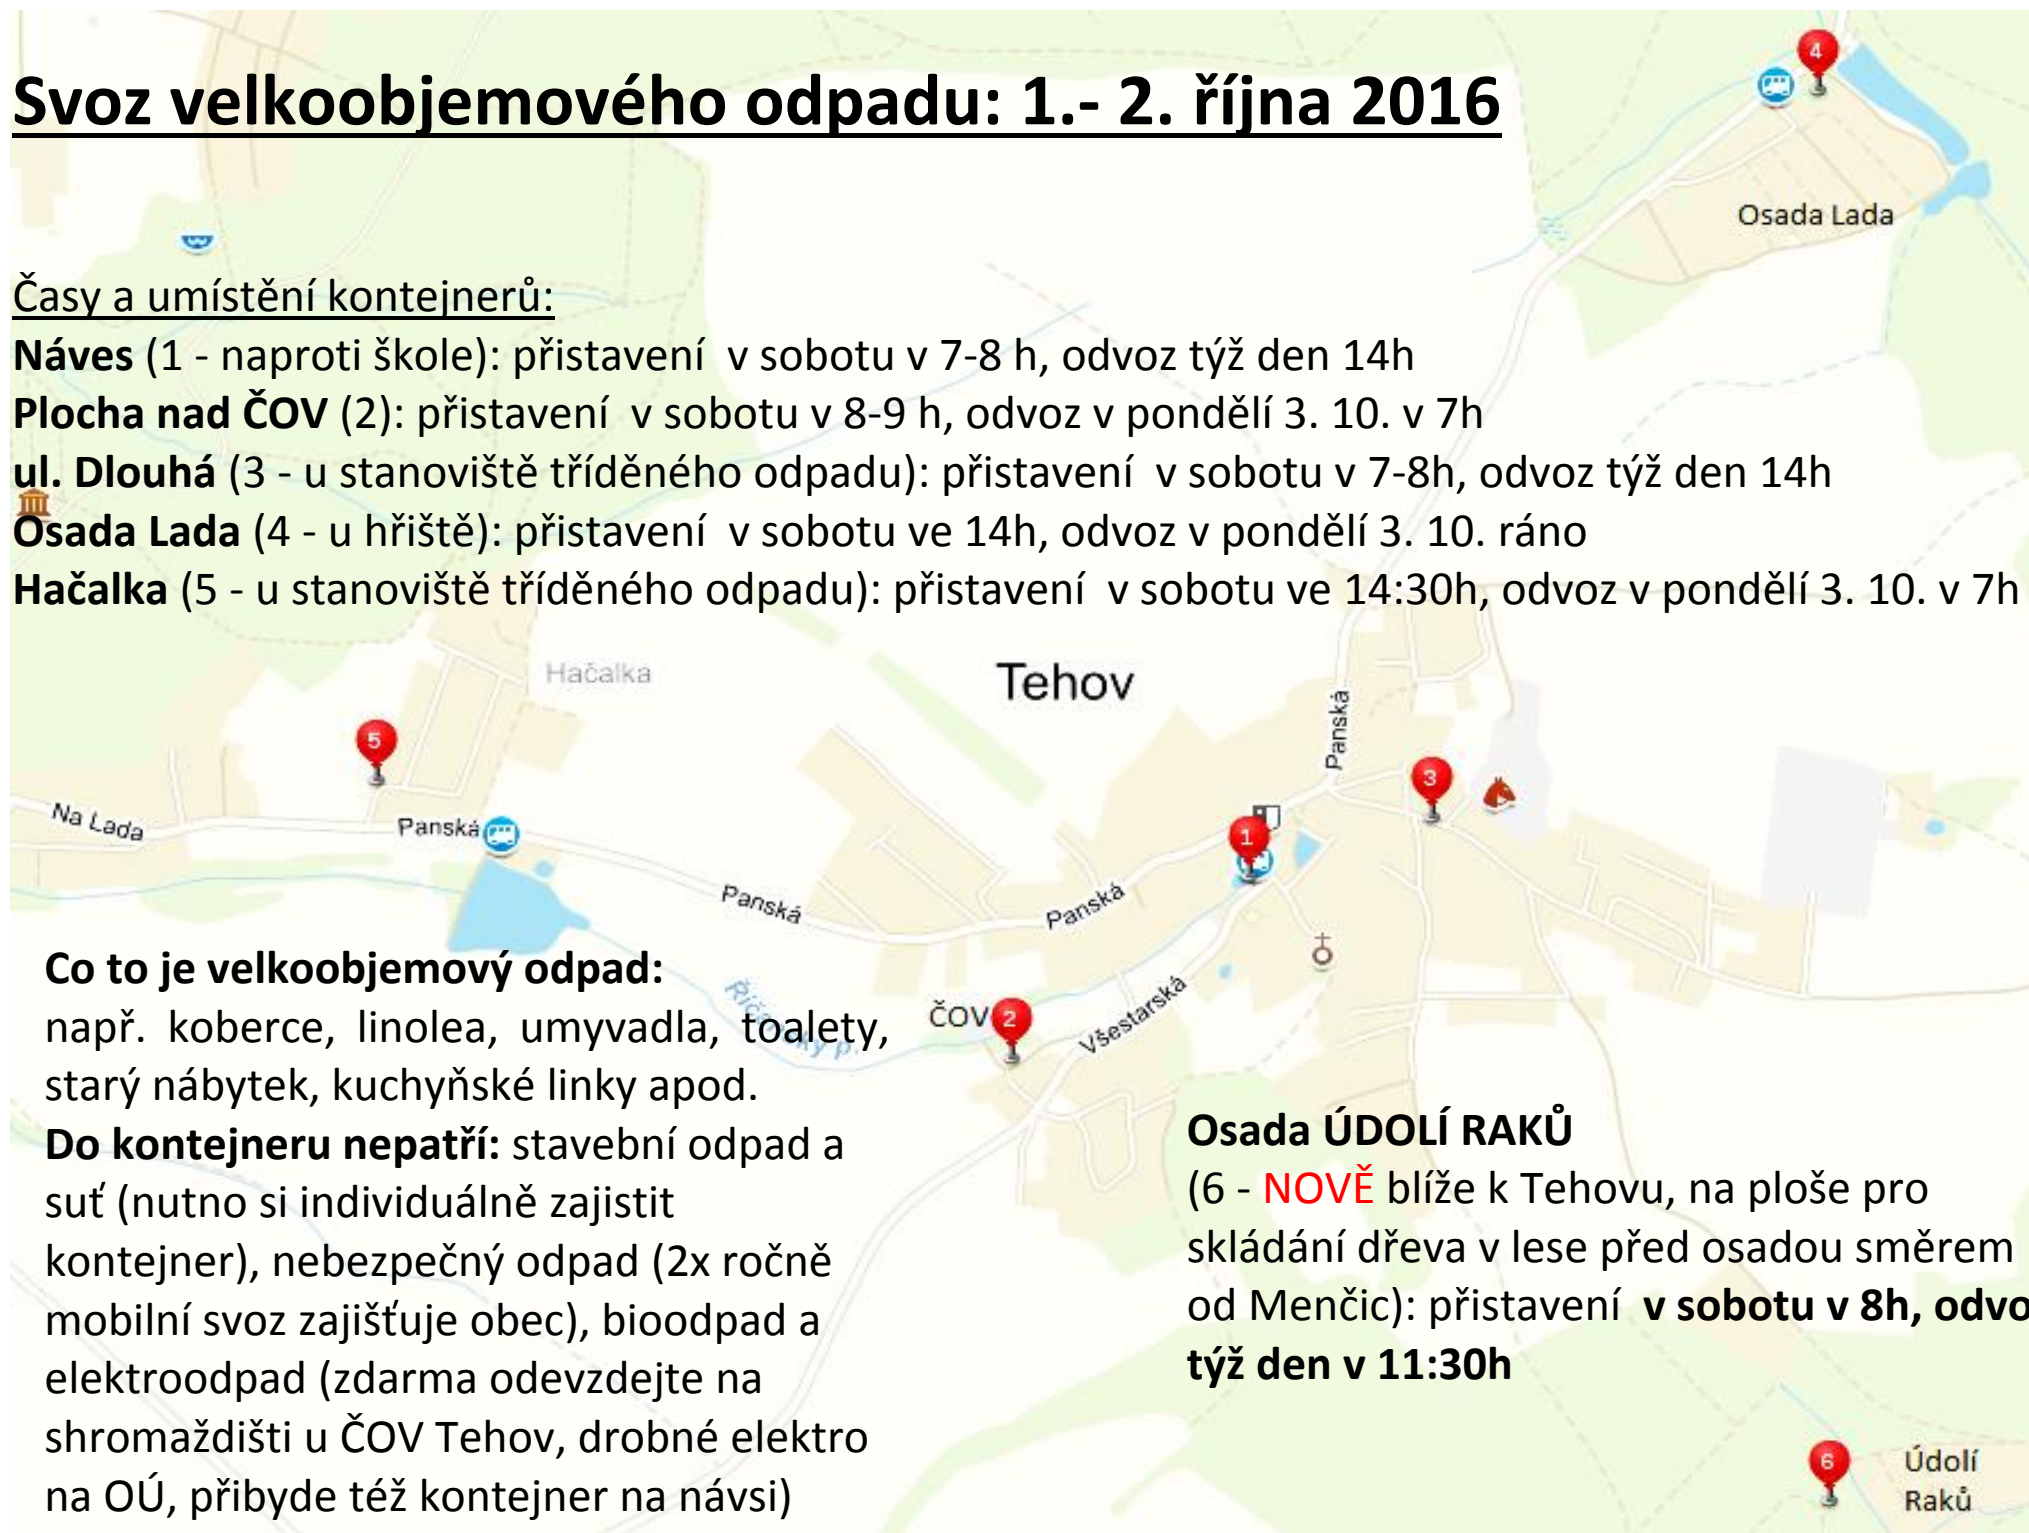 Svoz velkoobjemového odpadu: 1.- 2. října 2016
Osada Lada
Časy a umístění kontejnerů:
Náves (1 - naproti škole): přistavení v sobotu v 7-8 h, odvoz týž den 14h
Plocha nad ČOV (2): přistavení v sobotu v 8-9 h, odvoz v pondělí 3. 10. v 7h
ul. Dlouhá (3 - u stanoviště tříděného odpadu): přistavení v sobotu v 7-8h, odvoz týž den 14h
Osada Lada (4 - u hřiště): přistavení v sobotu ve 14h, odvoz v pondělí 3. 10. ráno
Hačalka (5 - u stanoviště tříděného odpadu): přistavení v sobotu ve 14:30h, odvoz v pondělí 3. 10. v 7h
4
Hačalka
Tehov
Panská
5
3
Na Lada
Panská
1
Panská
Panská
Říčanský p.
ČOV
2
Všestarská
Co to je velkoobjemový odpad:
např. koberce, linolea, umyvadla, toalety,
starý nábytek, kuchyňské linky apod.
Do kontejneru nepatří: stavební odpad a
suť (nutno si individuálně zajistit
kontejner), nebezpečný odpad (2x ročně
mobilní svoz zajišťuje obec), bioodpad a
elektroodpad (zdarma odevzdejte na
shromaždišti u ČOV Tehov, drobné elektro
na OÚ, přibyde též kontejner na návsi)
Osada ÚDOLÍ RAKŮ
(6 - NOVĚ blíže k Tehovu, na ploše pro
skládání dřeva v lese před osadou směrem
od Menčic): přistavení v sobotu v 8h, odvo
týž den v 11:30h
6
Údolí
Raků